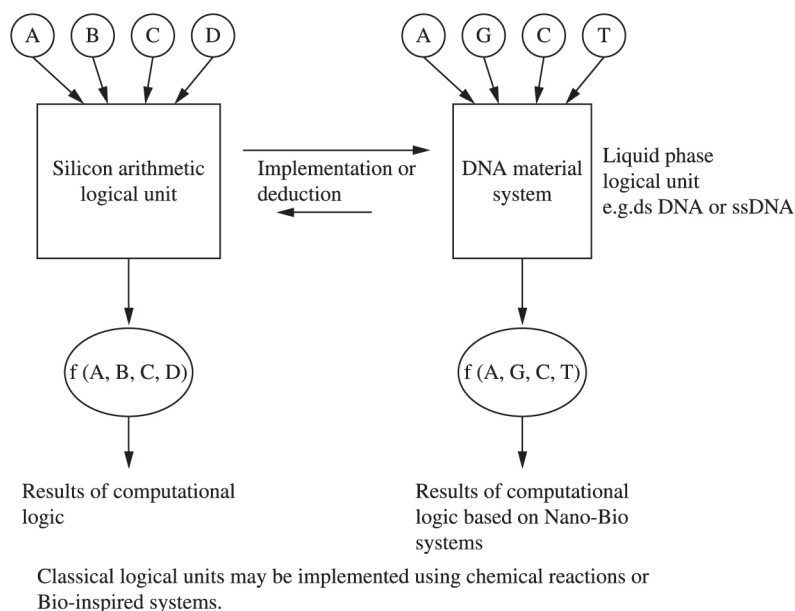 A B C D
A G C T
Silicon arithmetic
logical unit
Implementation or
deduction
DNA material
system
Liquid phase
logical unit
e.g.ds DNA or ssDNA
f (A, B, C, D)
f (A, G, C, T)
Results of computational
logic
Results of computational
logic based on Nano-Bio
systems
Classical logical units may be implemented using chemical reactions or
Bio-inspired systems.